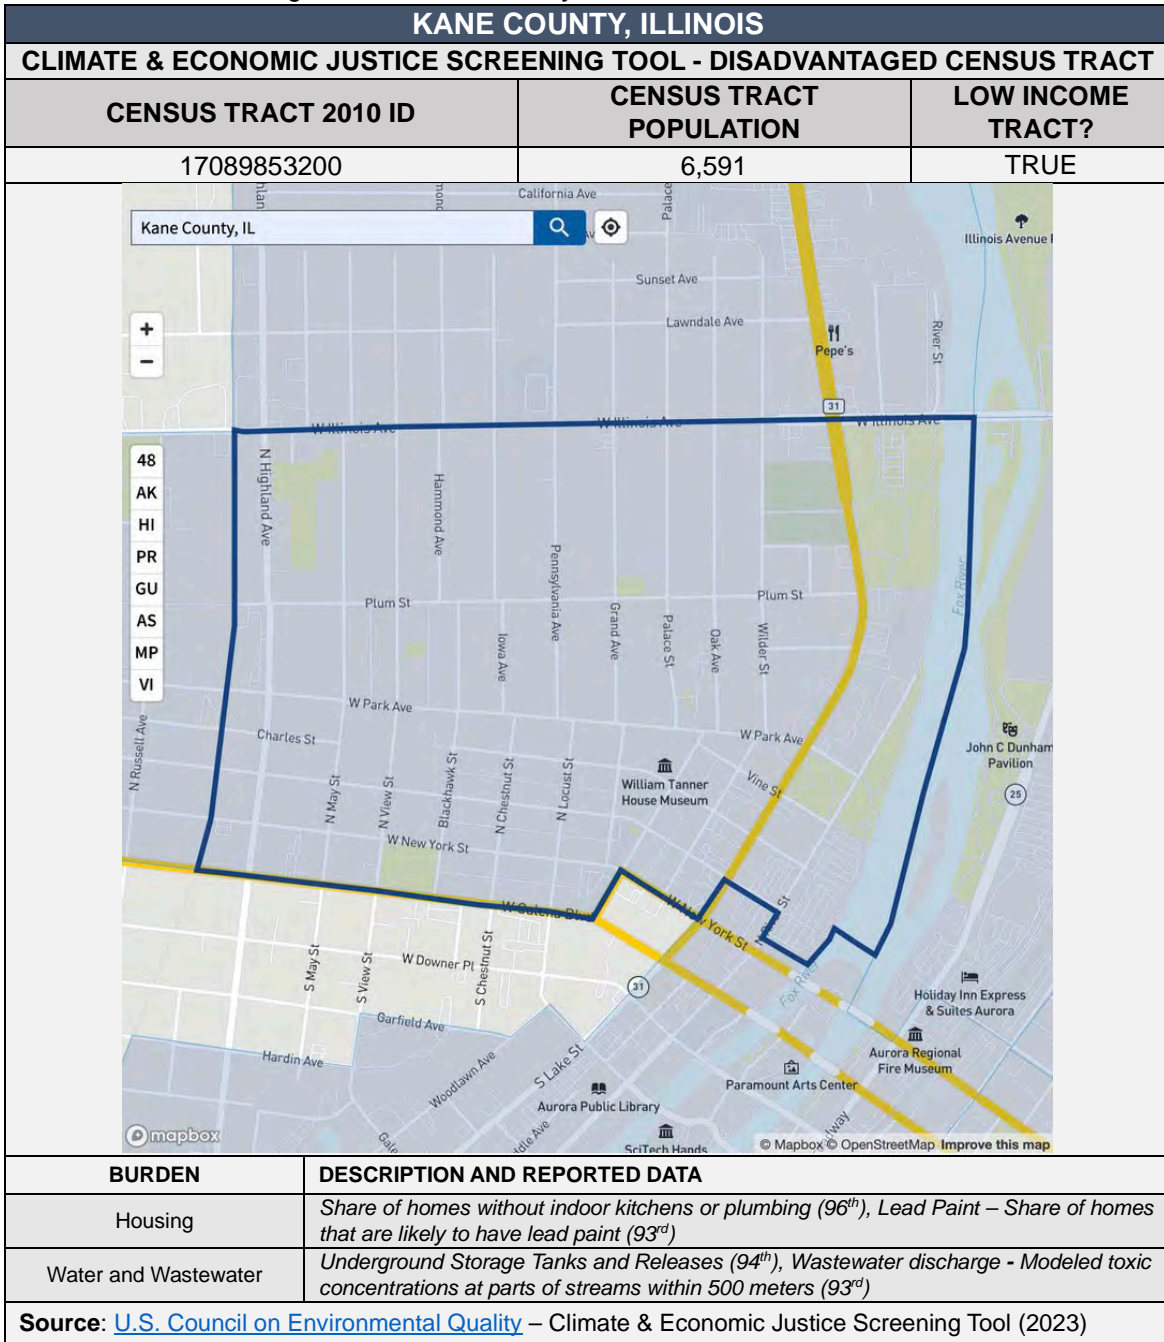 KANE COUNTY, ILLINOIS
CLIMATE & ECONOMIC JUSTICE SCREENING TOOL - DISADVANTAGED CENSUS TRACT
CENSUS TRACT 2010 ID
CENSUS TRACT
POPULATION
LOW INCOME
TRACT?
17089853200
6,591
TRUE
California Ave
Palace
Kane County, IL
Illinois Avenue
Sunset Ave
Lawndale Ave
River St
Pepe's
+
−
31
W Illinois Ave
W Illinois Ave
W Illinois Ave
48
AK
HI
PR
GU
AS
MP
VI
N Highland Ave
Hammond Ave
Pennsylvania Ave
Fox River
Plum St
Plum St
Iowa Ave
Grand Ave
Palace St
Oak Ave
Wilder St
W Park Ave
N Russell Ave
Charles St
W Park Ave
John C Dunham
Pavilion
25
William Tanner
House Museum
Vine St
N May St
N View St
Blackhawk St
N Chestnut St
N Locust St
W New York St
W Galena Blvd
W New York St
N River St
S May St
S View St
W Downer Pl
S Chestnut St
31
Fox River
Holiday Inn Express
& Suites Aurora
Garfield Ave
Hardin Ave
Woodlawn Ave
S Lake St
Aurora Regional
Fire Museum
Paramount Arts Center
Aurora Public Library
SciTech Hands
mapbox
© Mapbox © OpenStreetMap Improve this map
BURDEN
DESCRIPTION AND REPORTED DATA
Housing
Share of homes without indoor kitchens or plumbing (96th), Lead Paint – Share of homes
that are likely to have lead paint (93rd)
Water and Wastewater
Underground Storage Tanks and Releases (94th), Wastewater discharge - Modeled toxic
concentrations at parts of streams within 500 meters (93rd)
Source: U.S. Council on Environmental Quality – Climate & Economic Justice Screening Tool (2023)